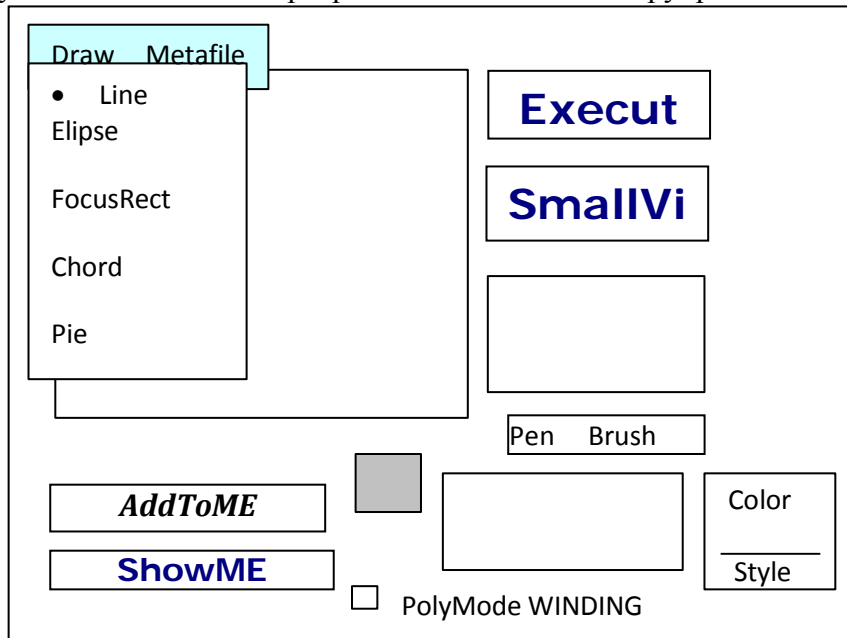 Draw Metafile
• Line
Elipse
FocusRect
Chord
Pie
Execut
SmallVi
Pen Brush
AddToME
ShowME
Color
Style
PolyMode WINDING